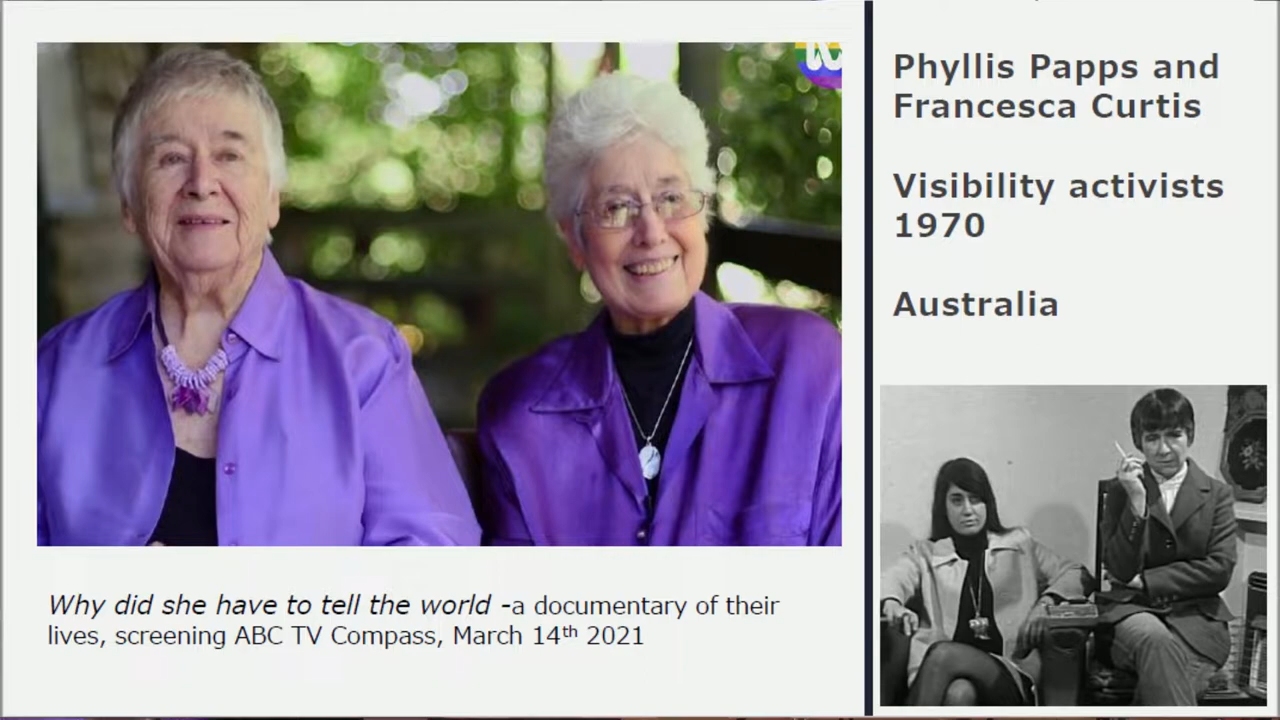 Phyllis Papps and
Francesca Curtis
Visibility activists
1970
Australia
Why did she have to tell the world -a documentary of their
lives, screening ABC TV Compass, March 14th 2021